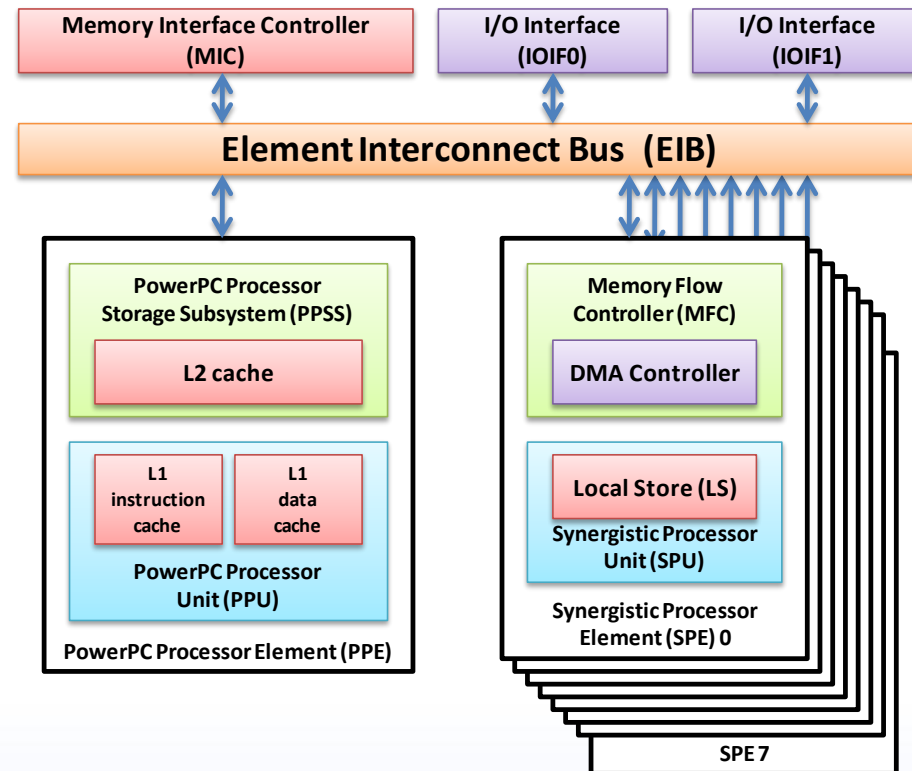 Memory Interface Controller
(MIC)
I/O Interface
(IOIF0)
I/O Interface
(IOIF1)
Element Interconnect Bus (EIB)
PowerPC Processor
Storage Subsystem (PPSS)
L2 cache
L1
instruction
cache
L1
data
cache
PowerPC Processor
Unit (PPU)
PowerPC Processor Element (PPE)
Memory Flow
Controller (MFC)
DMA Controller
Local Store (LS)
Synergistic Processor
Unit (SPU)
Synergistic Processor
Element (SPE) 0
SPE 7